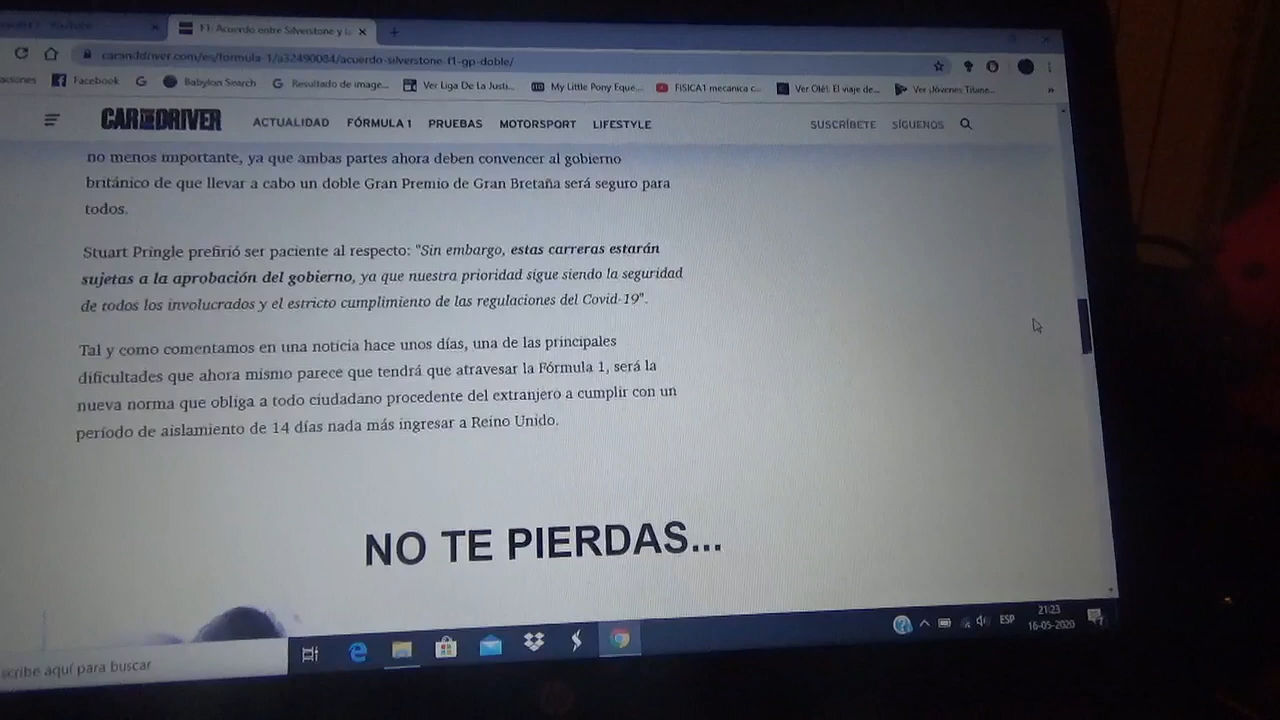 F1: Acuerdo entre Silverstone y la
caranddriver.com/es/formula-1/a32490084/acuerdo-silverstone-f1-gp-doble/
Facebook Babylon Search Resultado de image... Ver Liga De La Justi... My Little Pony Eque... FISICA1 mecanica c... Ver Olé!. El viaje de... Ver Jóvenes Titane... »
CAR AND DRIVER ACTUALIDAD FÓRMULA 1 PRUEBAS MOTORSPORT LIFESTYLE SUSCRÍBETE SÍGUENOS
no menos importante, ya que ambas partes ahora deben convencer al gobierno
británico de que llevar a cabo un doble Gran Premio de Gran Bretaña será seguro para
todos.
Stuart Pringle prefirió ser paciente al respecto: "Sin embargo, estas carreras estarán
sujetas a la aprobación del gobierno, ya que nuestra prioridad sigue siendo la seguridad
de todos los involucrados y el estricto cumplimiento de las regulaciones del Covid-19".
Tal y como comentamos en una noticia hace unos días, una de las principales
dificultades que ahora mismo parece que tendrá que atravesar la Fórmula 1, será la
nueva norma que obliga a todo ciudadano procedente del extranjero a cumplir con un
período de aislamiento de 14 días nada más ingresar a Reino Unido.
NO TE PIERDAS...
scribe aquí para buscar
ESP
21:23
16-05-2020